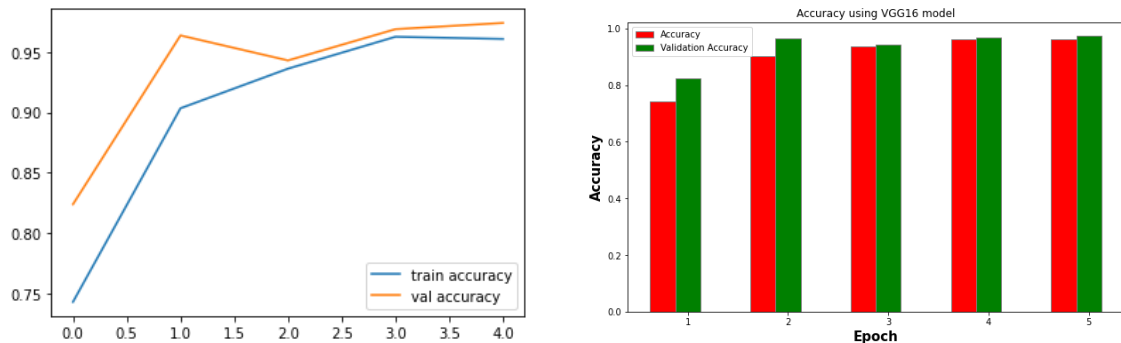 0.95
0.90
0.85
0.80
0.75
0.0 0.5 1.0 1.5 2.0 2.5 3.0 3.5 4.0
train accuracy
val accuracy
Accuracy using VGG16 model
Accuracy
Validation Accuracy
1.0
0.8
0.6
0.4
0.2
0.0
Accuracy
1 2 3 4 5
Epoch